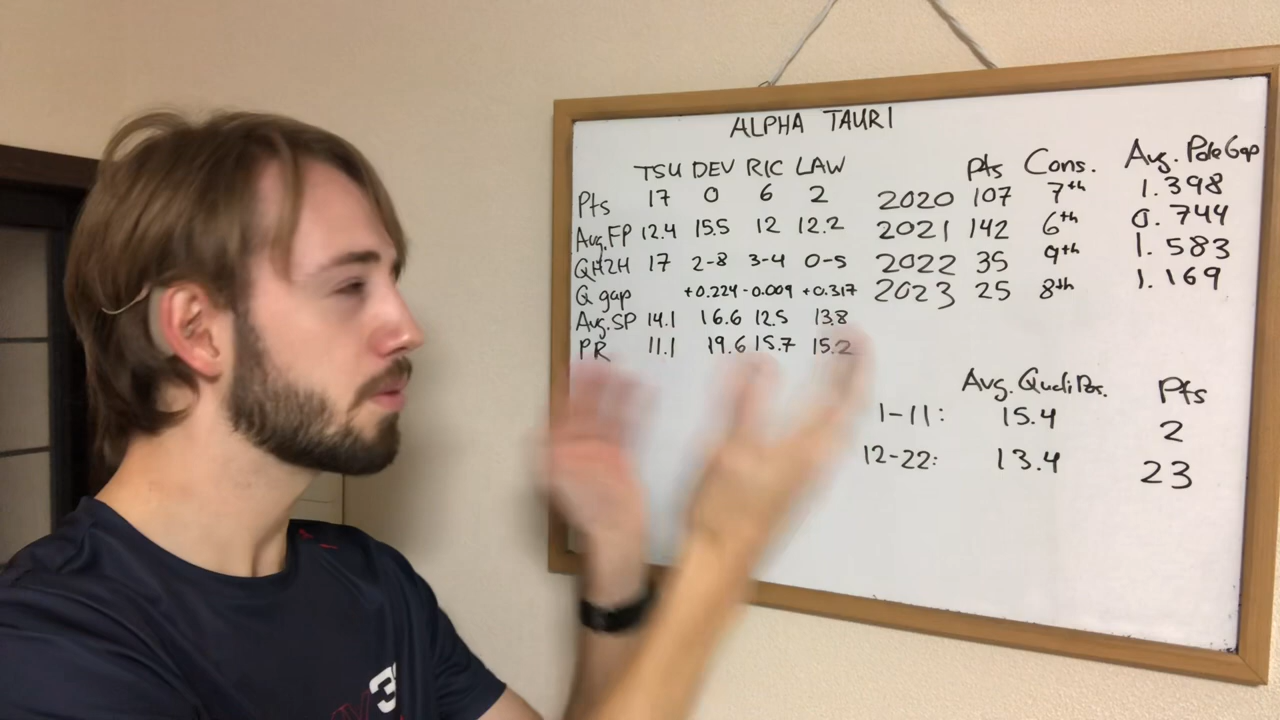 ALPHA TAURI
TSU DEV RIC LAW
Pts 17 0 6 2
Avg.FP 12.4 15.5 12 12.2
QH2H 17 2-8 3-4 0-5
Q gap +0.224 -0.009 +0.317
Avg.SP 14.1 16.6 12.5 13.8
PR 11.1 19.6 15.7 15.2
Pts Cons. Avg. Pole Gap
2020 107 7th 1.398
2021 142 6th 0.744
2022 35 9th 1.583
2023 25 8th 1.169
Avg. Quali Pos. Pts
1-11: 15.4 2
12-22: 13.4 23